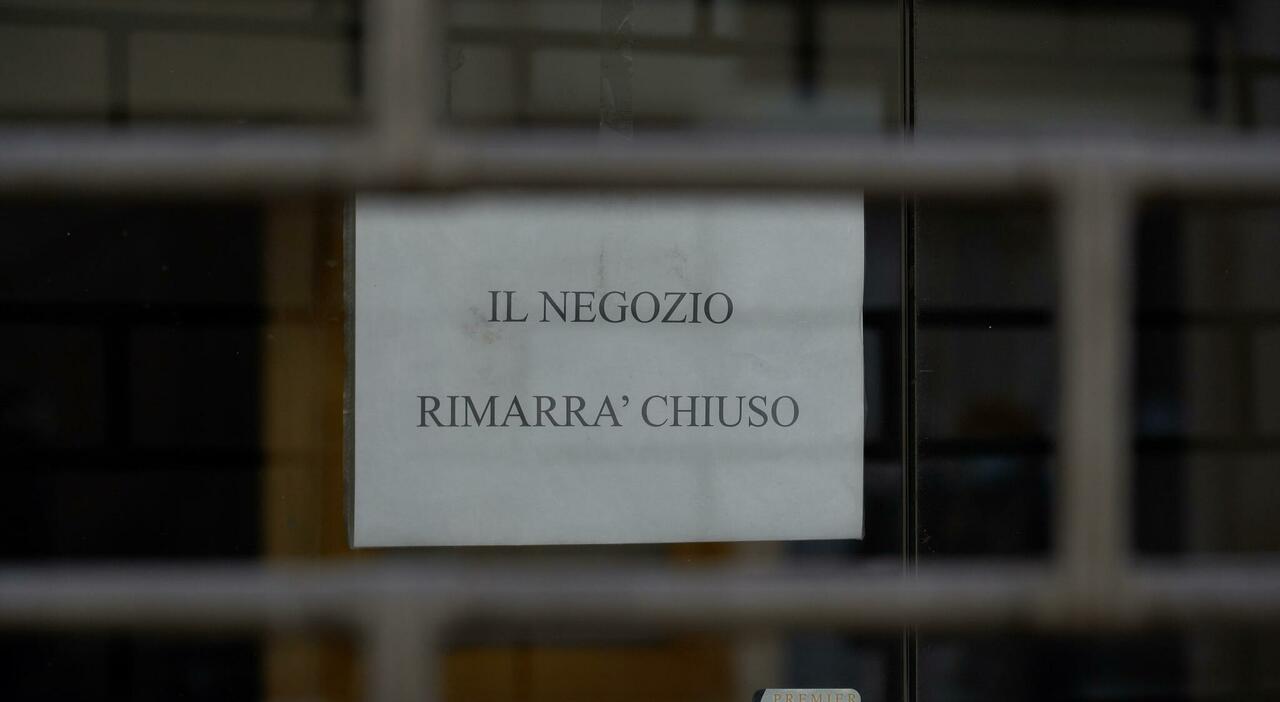 IL NEGOZIO
RIMARRA’ CHIUSO
PREMIER